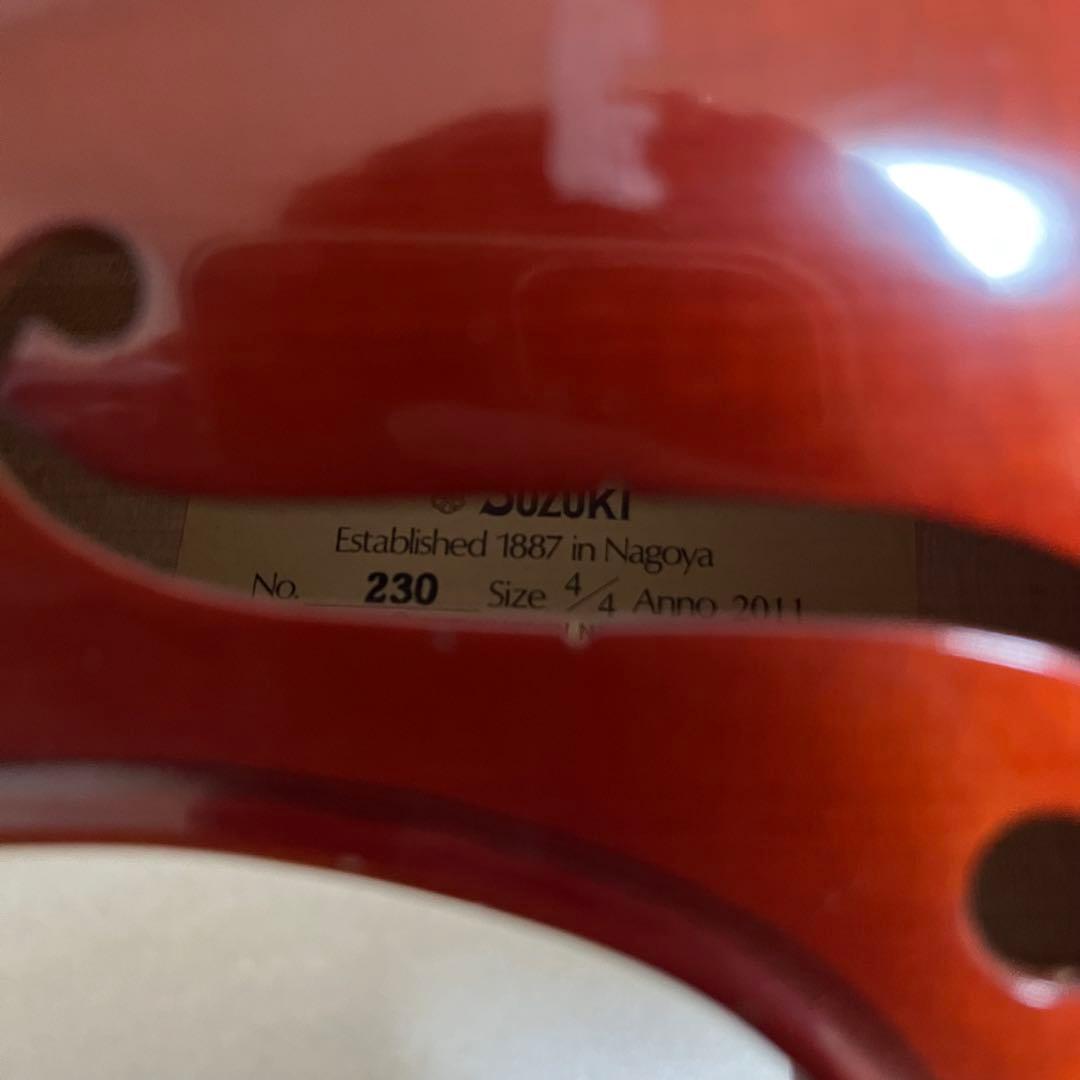 SUZUKI
Established 1887 in Nagoya
No. 230 Size 4/4 Anno 2011